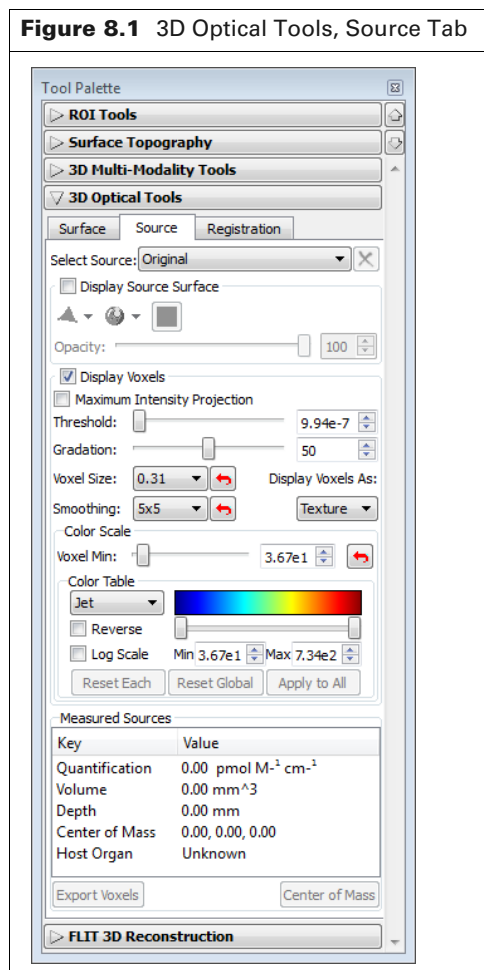 Figure 8.1 3D Optical Tools, Source Tab
Tool Palette
ROI Tools
Surface Topography
3D Multi-Modality Tools
3D Optical Tools
Surface Source Registration
Select Source: Original
Display Source Surface
Opacity: 100
Display Voxels
Maximum Intensity Projection
Threshold: 9.94e-7
Gradation: 50
Voxel Size: 0.31 Display Voxels As:
Smoothing: 5x5 Texture
Color Scale
Voxel Min: 3.67e1
Color Table
Jet
Reverse
Log Scale Min 3.67e1 Max 7.34e2
Reset Each Reset Global Apply to All
Measured Sources
Key Value
Quantification 0.00 pmol M-¹ cm-¹
Volume 0.00 mm^3
Depth 0.00 mm
Center of Mass 0.00, 0.00, 0.00
Host Organ Unknown
Export Voxels Center of Mass
FLIT 3D Reconstruction